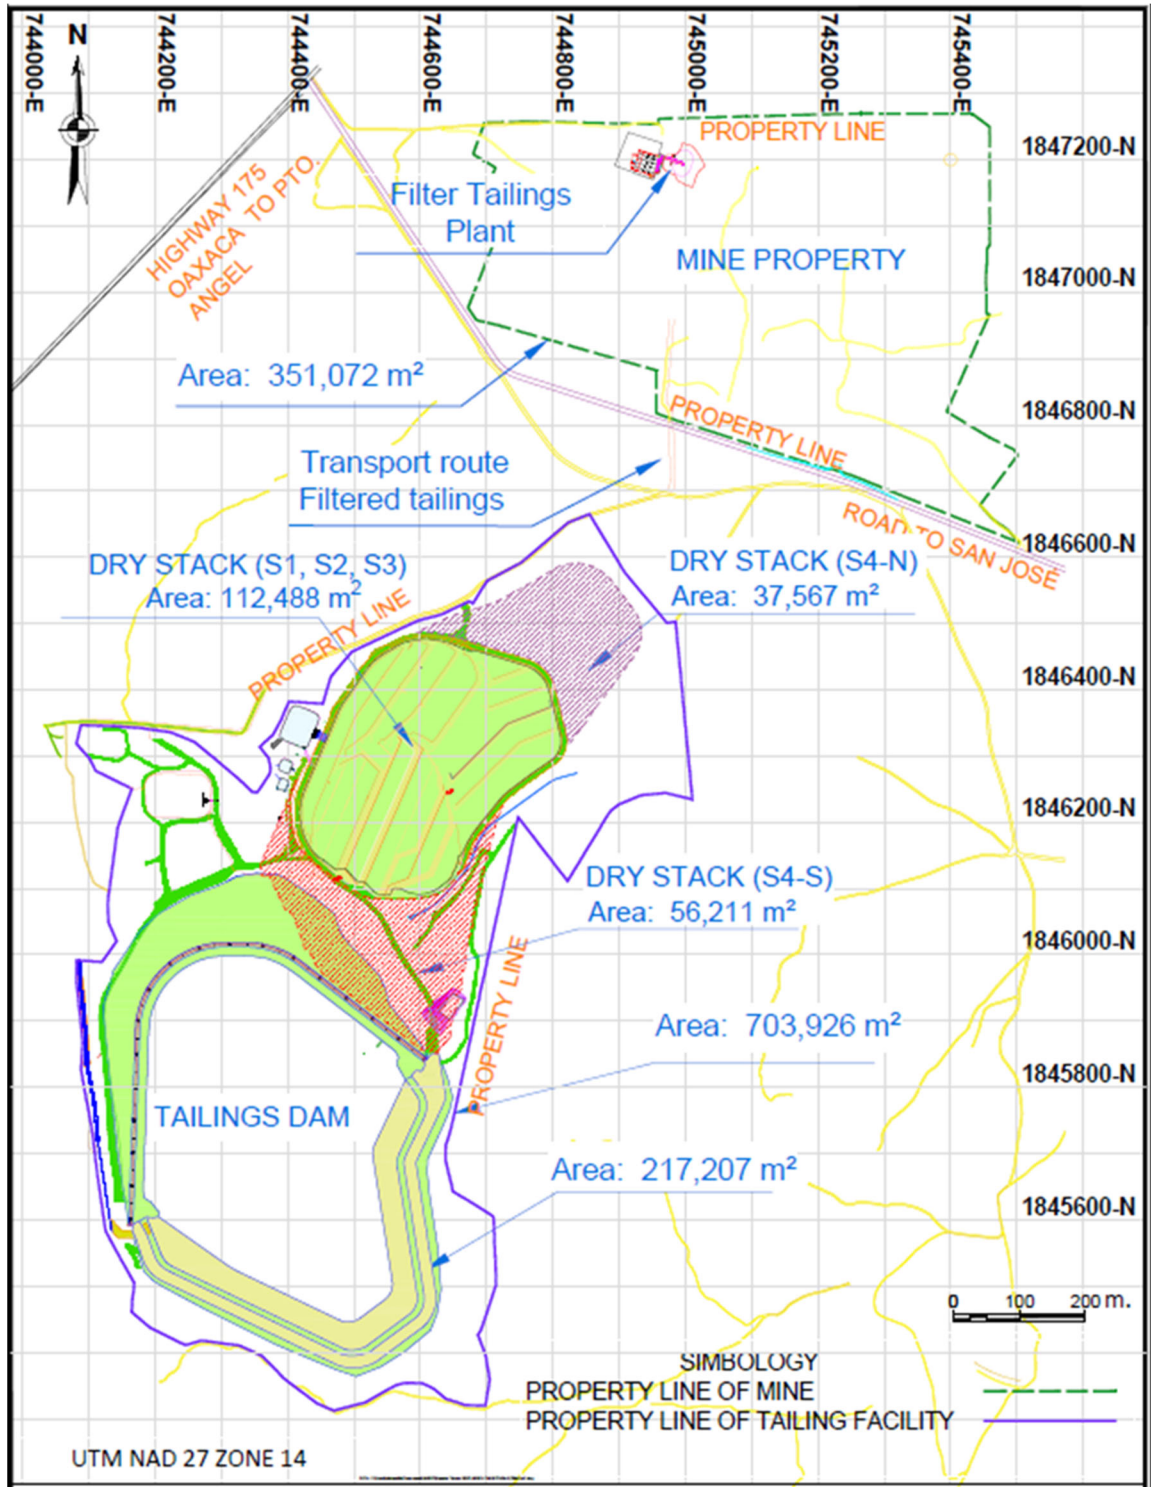 744000-E
744200-E
744400-E
744600-E
744800-E
745000-E
745200-E
745400-E
N
PROPERTY LINE
1847200-N
HIGHWAY 175
OAXACA TO PTO.
ANGEL
Filter Tailings
Plant
MINE PROPERTY
1847000-N
Area: 351,072 m²
1846800-N
PROPERTY LINE
Transport route
Filtered tailings
ROAD TO SAN JOSÉ
1846600-N
DRY STACK (S1, S2, S3)
Area: 112,488 m²
DRY STACK (S4-N)
Area: 37,567 m²
PROPERTY LINE
1846400-N
1846200-N
DRY STACK (S4-S)
Area: 56,211 m²
1846000-N
PROPERTY LINE
Area: 703,926 m²
1845800-N
TAILINGS DAM
Area: 217,207 m²
1845600-N
0 100 200 m.
SIMBOLOGY
PROPERTY LINE OF MINE
PROPERTY LINE OF TAILING FACILITY
UTM NAD 27 ZONE 14